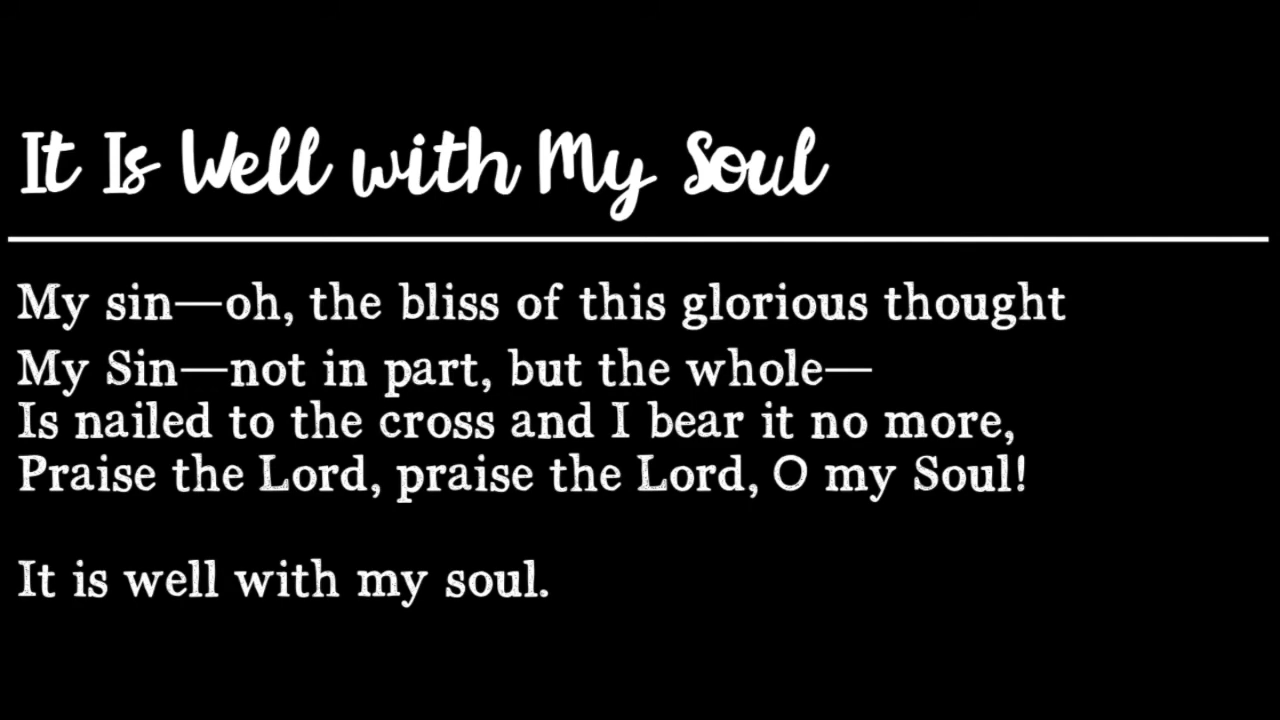 It Is Well with My Soul
My sin—oh, the bliss of this glorious thought
My Sin—not in part, but the whole—
Is nailed to the cross and I bear it no more,
Praise the Lord, praise the Lord, O my Soul!
It is well with my soul.